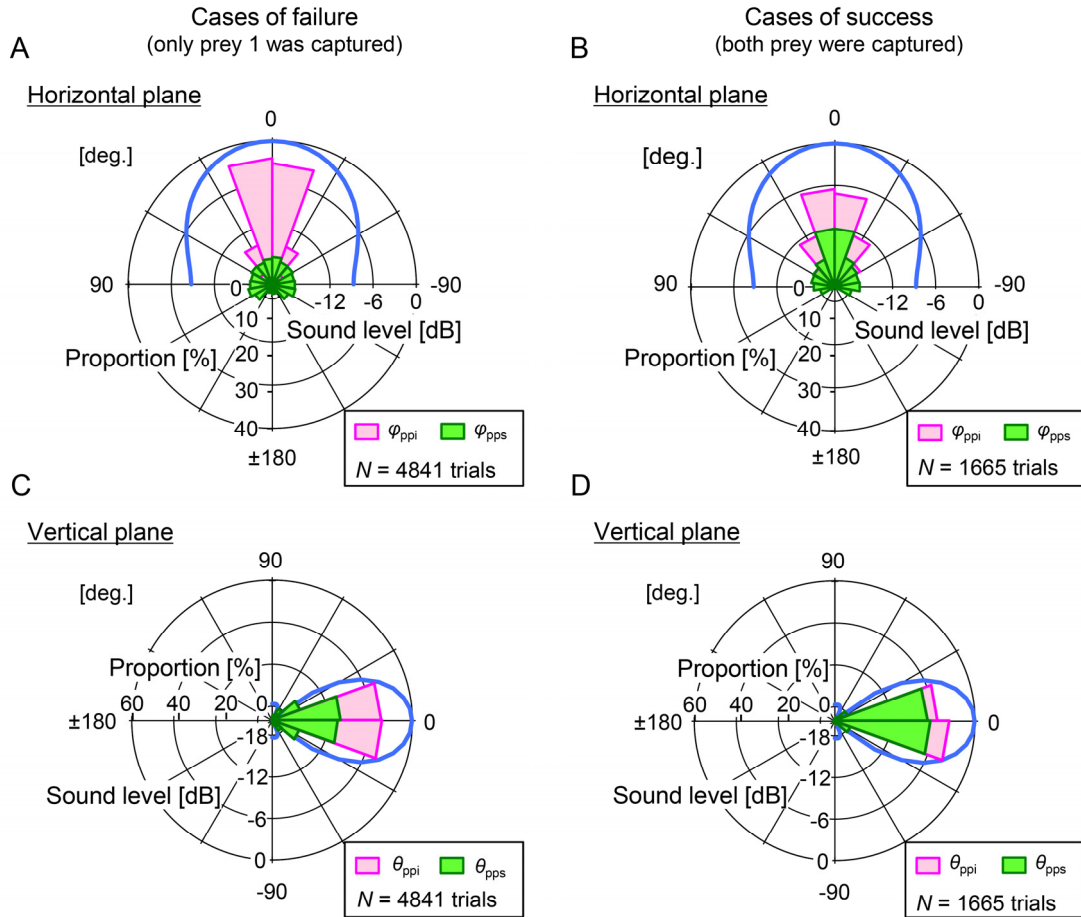 Cases of failure
(only prey 1 was captured)
Cases of success
(both prey were captured)
A
B
Horizontal plane
Horizontal plane
0
[deg.]
90
-90
0
-12
-6
0
Sound level [dB]
Proportion [%]
10
20
30
40
±180
φppi φpps
N = 4841 trials
0
[deg.]
90
-90
0
-12
-6
0
Sound level [dB]
Proportion [%]
10
20
30
40
±180
φppi φpps
N = 1665 trials
C
D
Vertical plane
Vertical plane
90
[deg.]
Proportion [%]
60
40
20
0
±180
0
-18
-12
-6
0
Sound level [dB]
-90
θppi θpps
N = 4841 trials
90
[deg.]
Proportion [%]
60
40
20
0
±180
0
-18
-12
-6
0
Sound level [dB]
-90
θppi θpps
N = 1665 trials